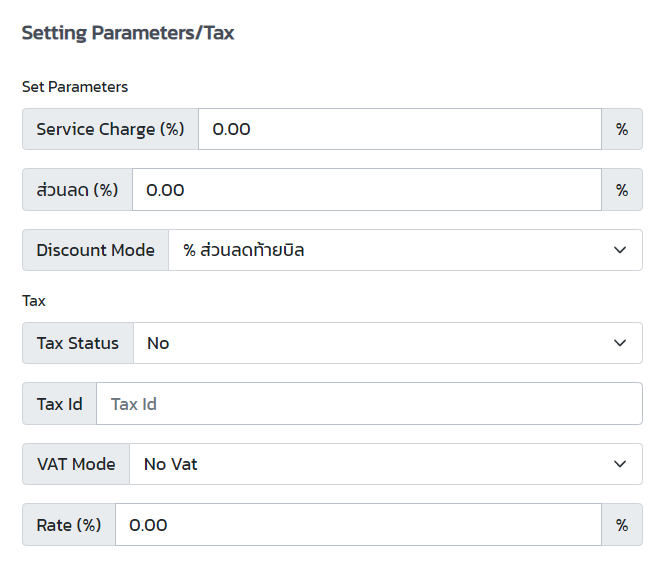 Setting Parameters/Tax
Set Parameters
Service Charge (%) 0.00 %
ส่วนลด (%) 0.00 %
Discount Mode % ส่วนลดท้ายบิล
Tax
Tax Status No
Tax Id Tax Id
VAT Mode No Vat
Rate (%) 0.00 %